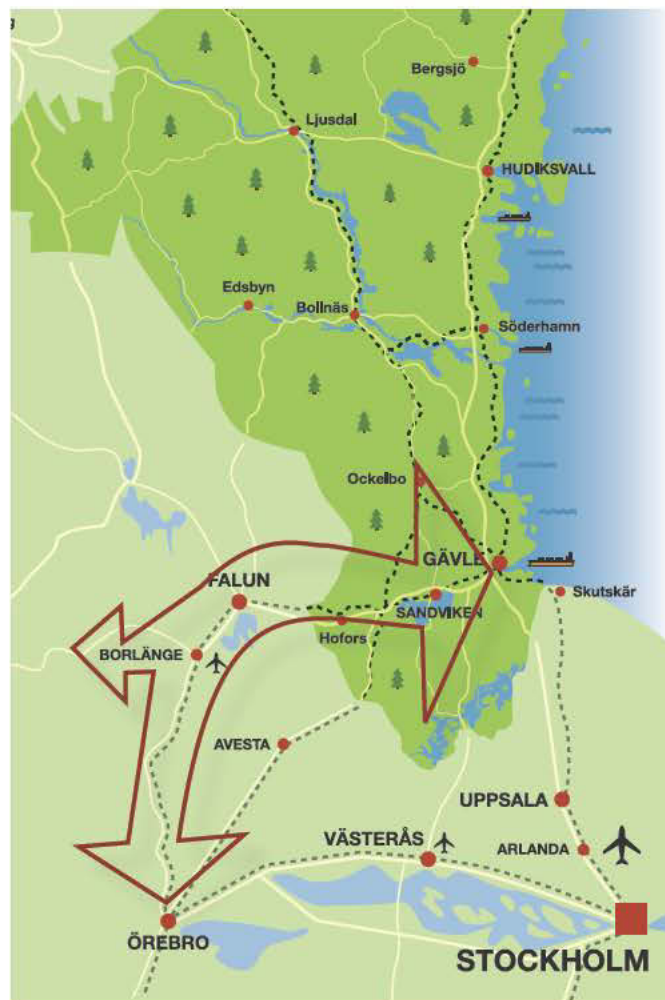 Bergsjö
Ljusdal
HUDIKSVALL
Edsbyn
Bollnäs
Söderhamn
Ockelbo
GÄVLE
FALUN
Skutskär
SANDVIKEN
Hofors
BORLÄNGE
AVESTA
UPPSALA
VÄSTERÅS
ARLANDA
ÖREBRO
STOCKHOLM